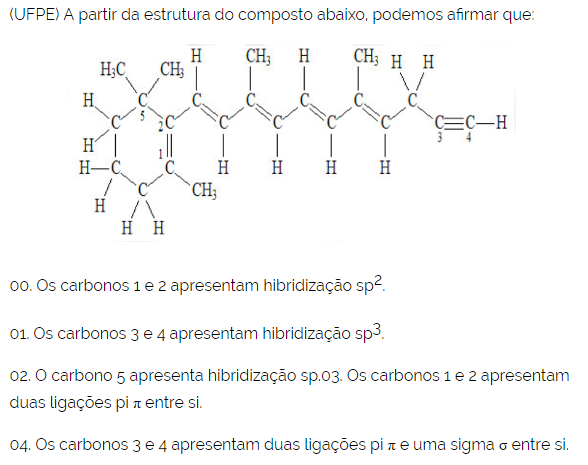 (UFPE) A partir da estrutura do composto abaixo, podemos afirmar que:
H CH₃ H CH₃ H H
H₃C CH₃
H C 5 C C C C
C 2C C C C C C≡C—H
3 4
H 1
H—C C H H H H
H C CH₃
H H
00. Os carbonos 1 e 2 apresentam hibridização sp².
01. Os carbonos 3 e 4 apresentam hibridização sp³.
02. O carbono 5 apresenta hibridização sp.03. Os carbonos 1 e 2 apresentam
duas ligações pi π entre si.
04. Os carbonos 3 e 4 apresentam duas ligações pi π e uma sigma σ entre si.